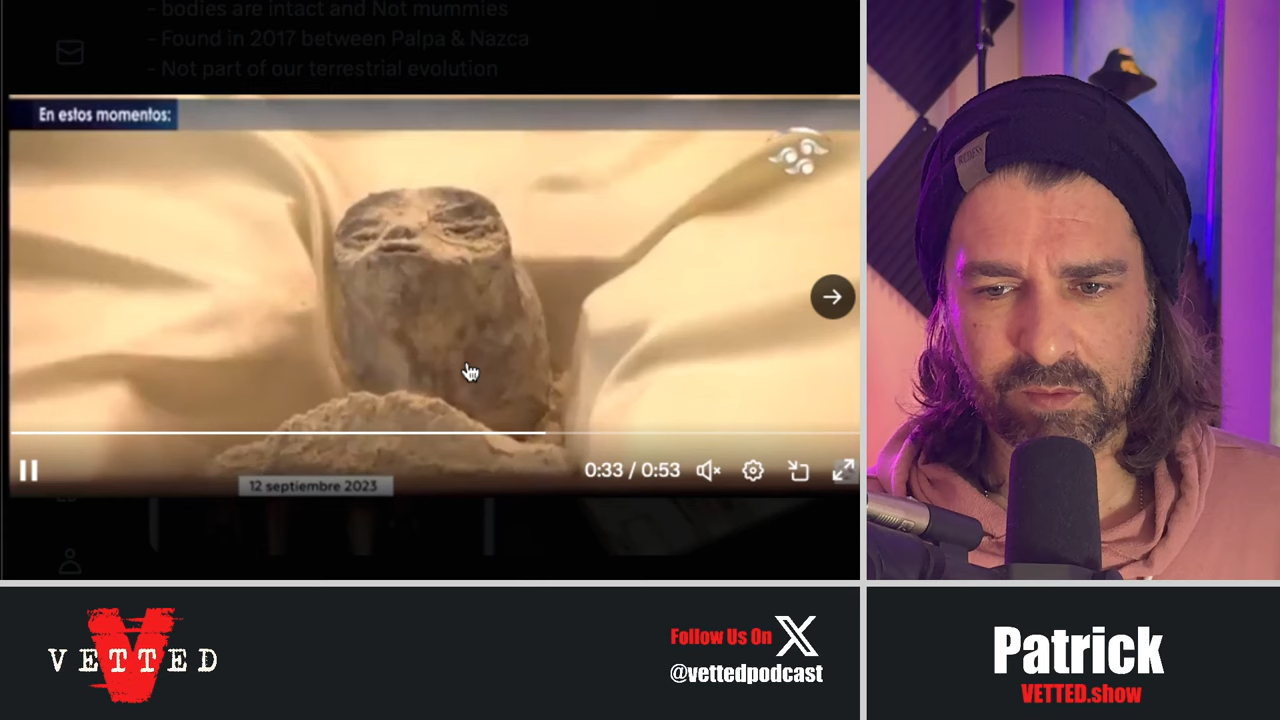 - bodies are intact and Not mummies
- Found in 2017 between Palpa & Nazca
- Not part of our terrestrial evolution
En estos momentos:
0:33 / 0:53
12 septiembre 2023
VETTED
Follow Us On X
@vettedpodcast
Patrick
VETTED.show